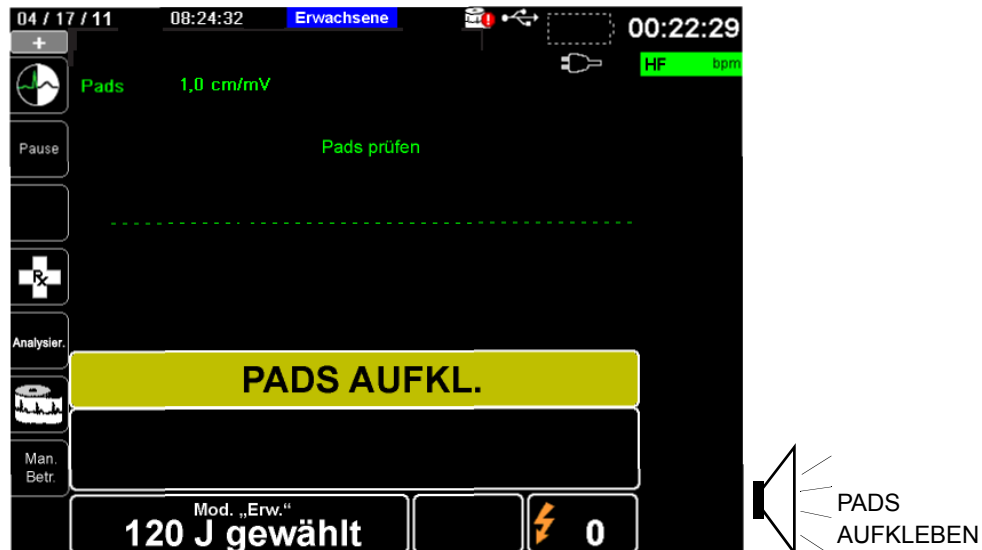 04 / 17 / 11 08:24:32 Erwachsene 00:22:29
+
HF bpm
Pads 1,0 cm/mV
Pause
Pads prüfen
Rx
Analysier.
PADS AUFKL.
Man.
Betr.
Mod. „Erw.“
120 J gewählt
0
PADS
AUFKLEBEN